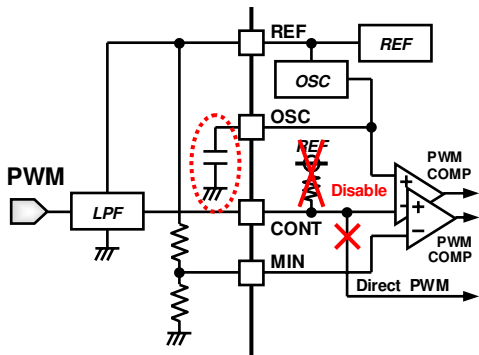 REF
REF
OSC
OSC
REF
PWM
COMP
PWM
Disable
LPF
CONT
PWM
COMP
MIN
Direct PWM